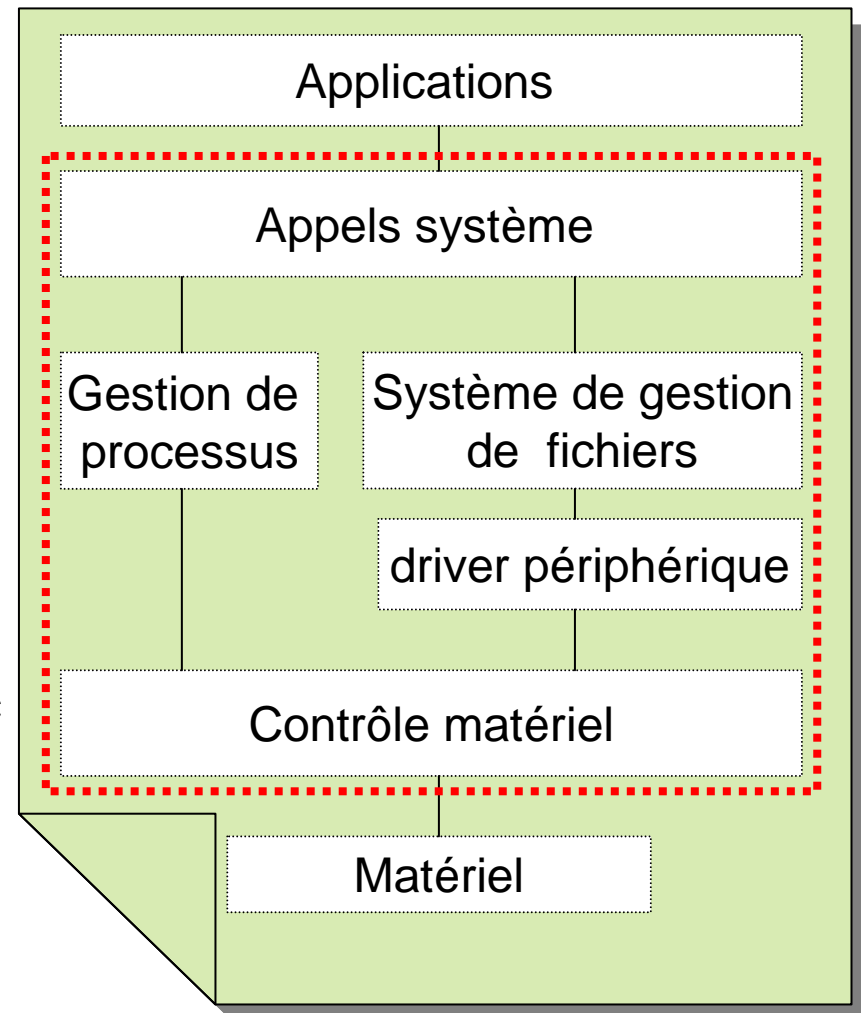 Applications
Appels système
Gestion de
processus
Système de gestion
de fichiers
driver périphérique
Contrôle matériel
Matériel